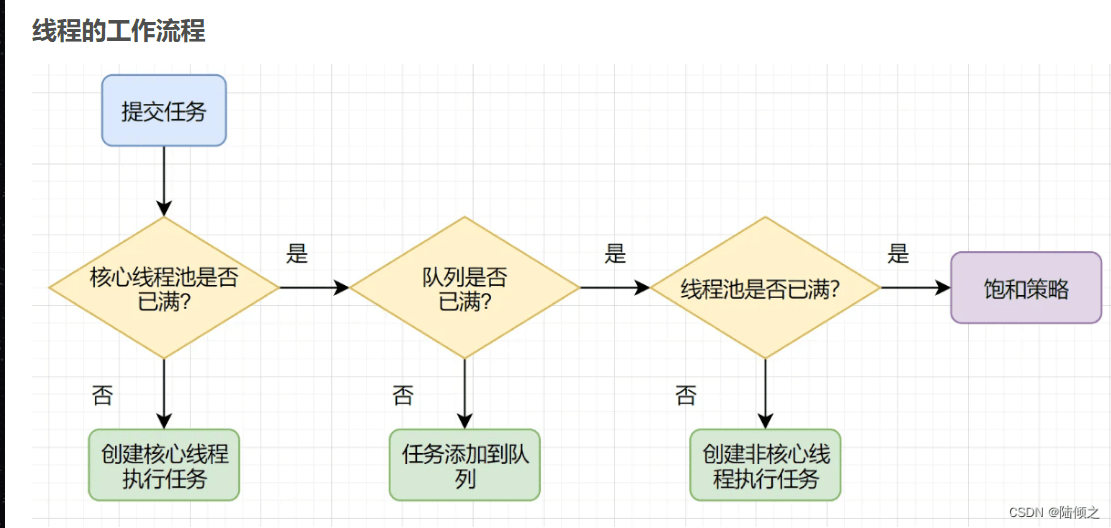 线程的工作流程
提交任务
是
是
是
核心线程池是否
已满?
队列是否
已满?
线程池是否已满?
饱和策略
否
否
否
创建核心线程
执行任务
任务添加到队
列
创建非核心线
程执行任务
CSDN @陆倾之